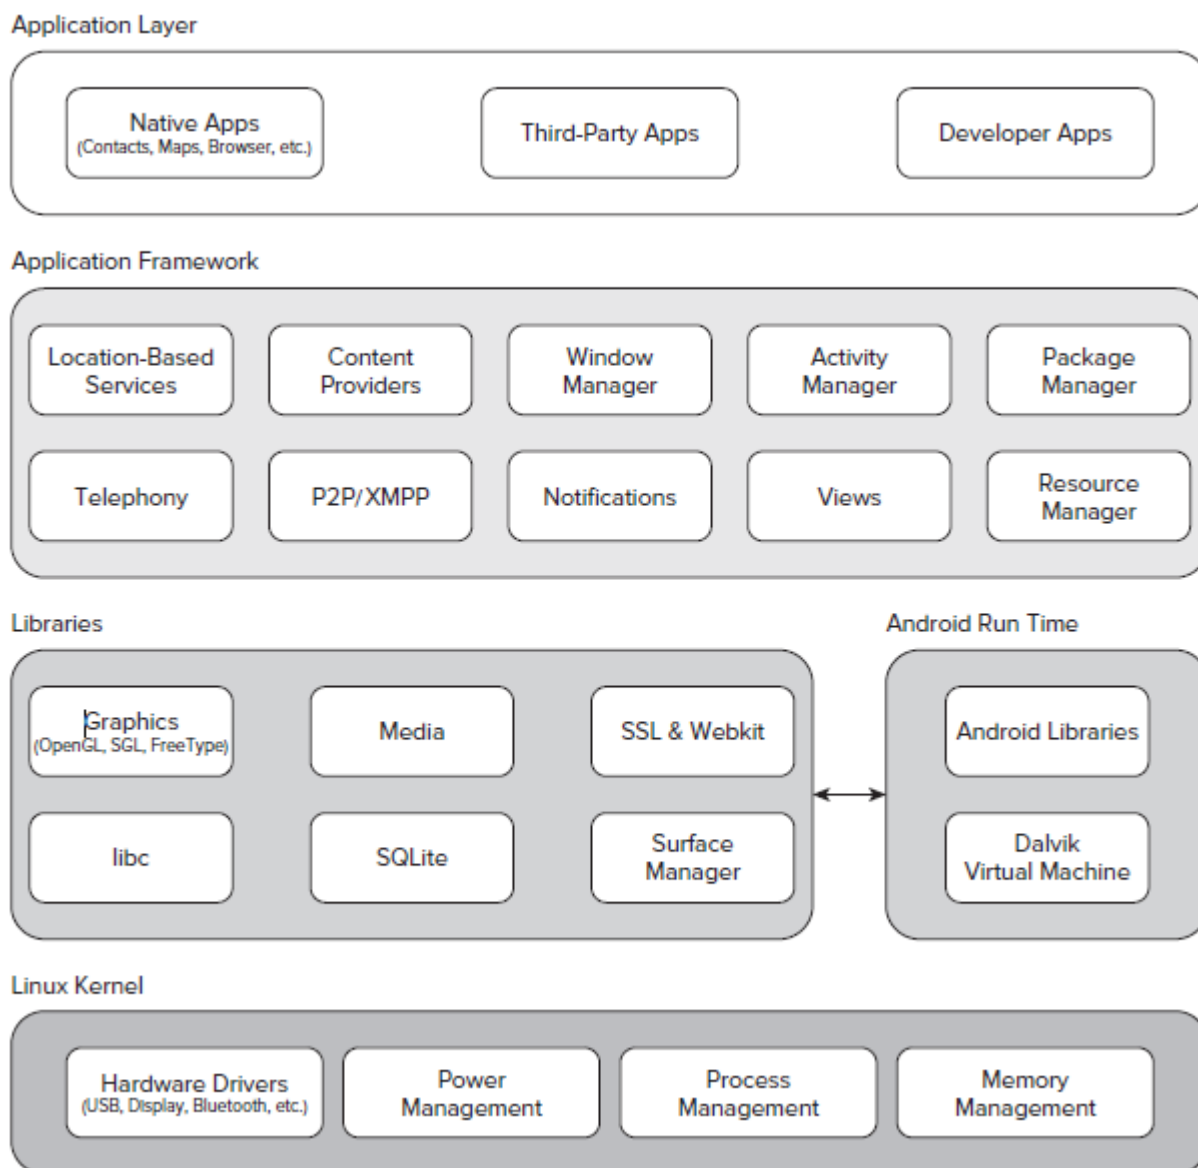 Application Layer
Native Apps
(Contacts, Maps, Browser, etc.)
Third-Party Apps
Developer Apps
Application Framework
Location-Based
Services
Content
Providers
Window
Manager
Activity
Manager
Package
Manager
Telephony
P2P/XMPP
Notifications
Views
Resource
Manager
Libraries
Graphics
(OpenGL, SGL, FreeType)
Media
SSL & Webkit
libc
SQLite
Surface
Manager
Android Run Time
Android Libraries
Dalvik
Virtual Machine
Linux Kernel
Hardware Drivers
(USB, Display, Bluetooth, etc.)
Power
Management
Process
Management
Memory
Management